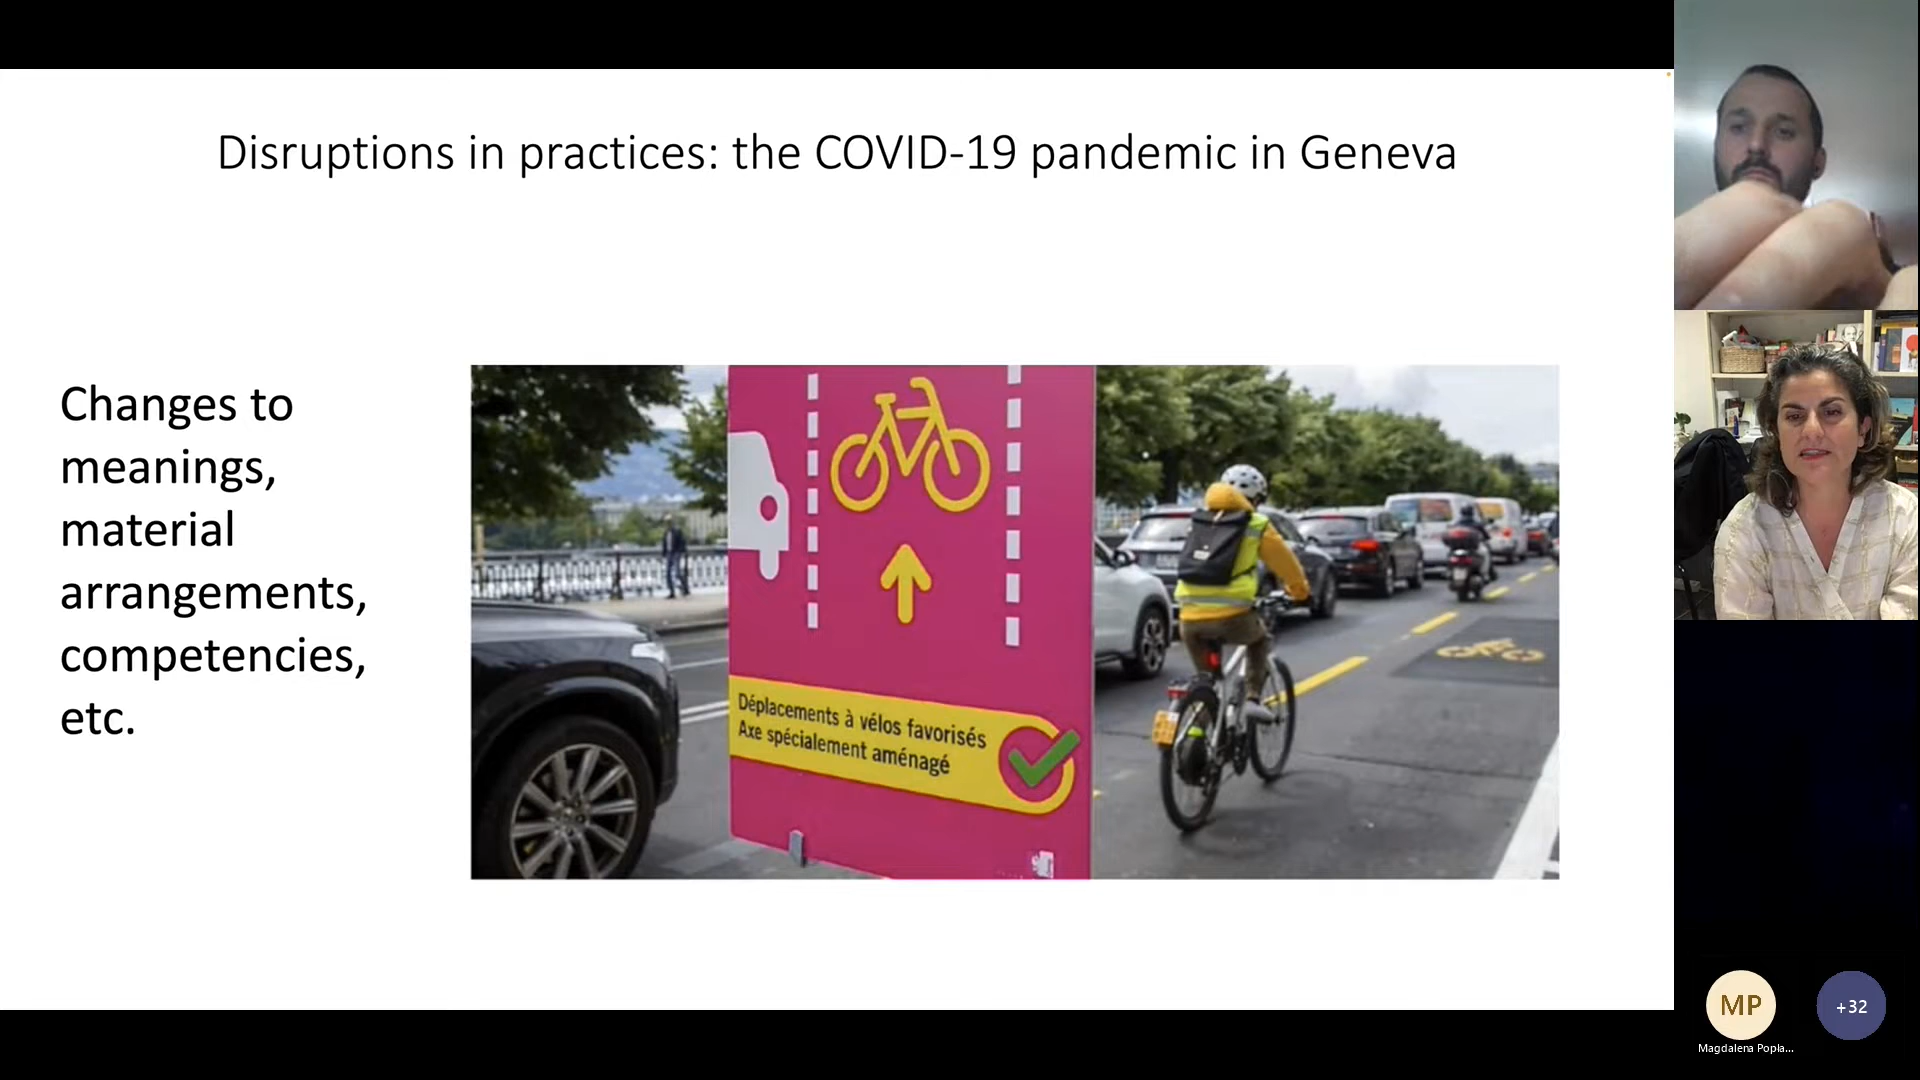 Disruptions in practices: the COVID-19 pandemic in Geneva
Changes to
meanings,
material
arrangements,
competencies,
etc.
Déplacements à vélos favorisés
Axe spécialement aménagé
MP
+32
Magdalena Popła...